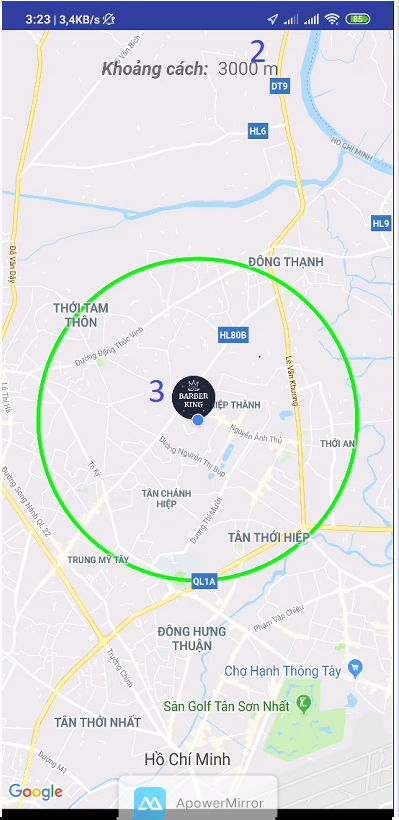 3:23 | 3,4KB/s
85
2
Khoảng cách: 3000 m
DT9
HL6
HỒ CHÍ MINH
HL9
Đỗ Văn Dậy
ĐÔNG THẠNH
THỚI TAM
THÔN
HL80B
Đường Đặng Thúc Vịnh
Lê Văn Khương
Lê Thị Hà
3
BARBER
KING
HIỆP THÀNH
Nguyễn Ảnh Thủ
THỚI AN
Đường Nguyễn Thị Búp
Tô Ký
Đường Song Hành QL 22
TÂN CHÁNH
HIỆP
Dương Thị Mười
TÂN THỚI HIỆP
TRUNG MỸ TÂY
QL1A
Phạm Văn Chiêu
ĐÔNG HƯNG
THUẬN
Trường Chinh
Chợ Hạnh Thông Tây
Sân Golf Tân Sơn Nhất
TÂN THỚI NHẤT
Hồ Chí Minh
Đường M1
Google
ApowerMirror